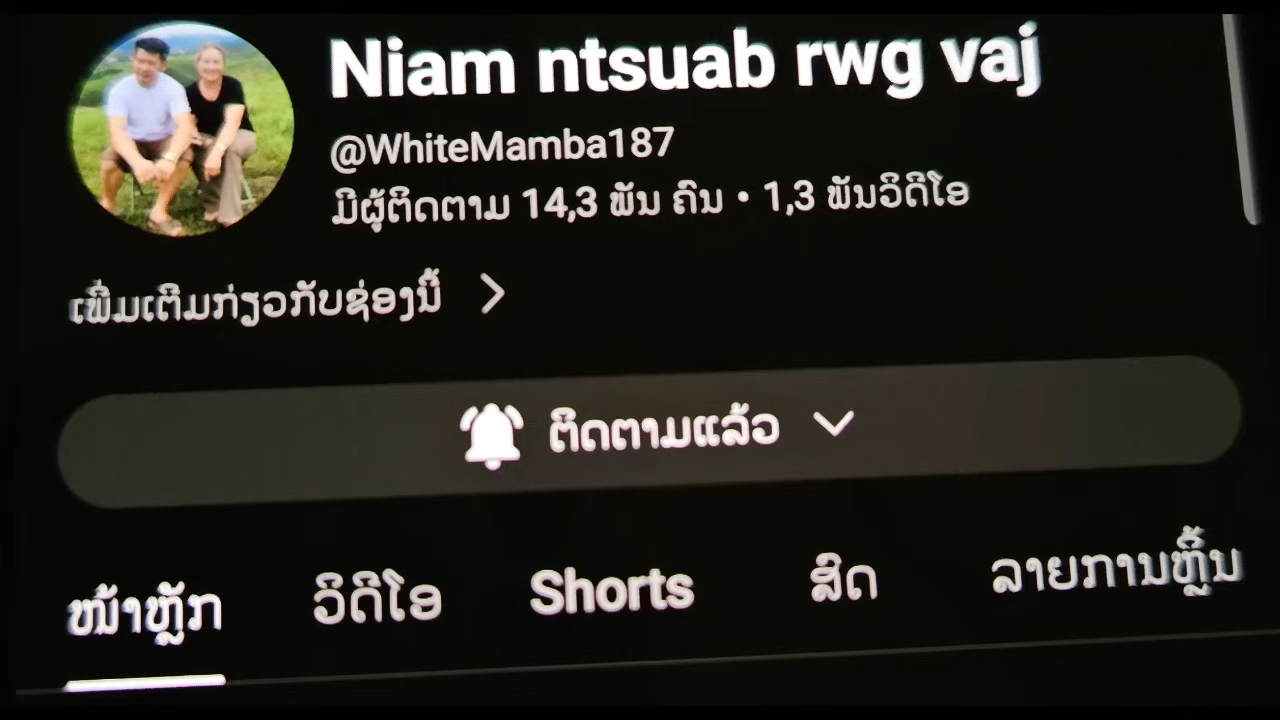 Niam ntsuab rwg vaj
@WhiteMamba187
ມີຜູ້ຕິດຕາມ 14,3 ພັນ ຄົນ • 1,3 ພັນວິດີໂອ
ເພີ່ມເຕີມກ່ຽວກັບຊ່ອງນີ້
ຕິດຕາມແລ້ວ
ໜ້າຫຼັກ ວິດີໂອ Shorts ສົດ ລາຍການຫຼິ້ນ